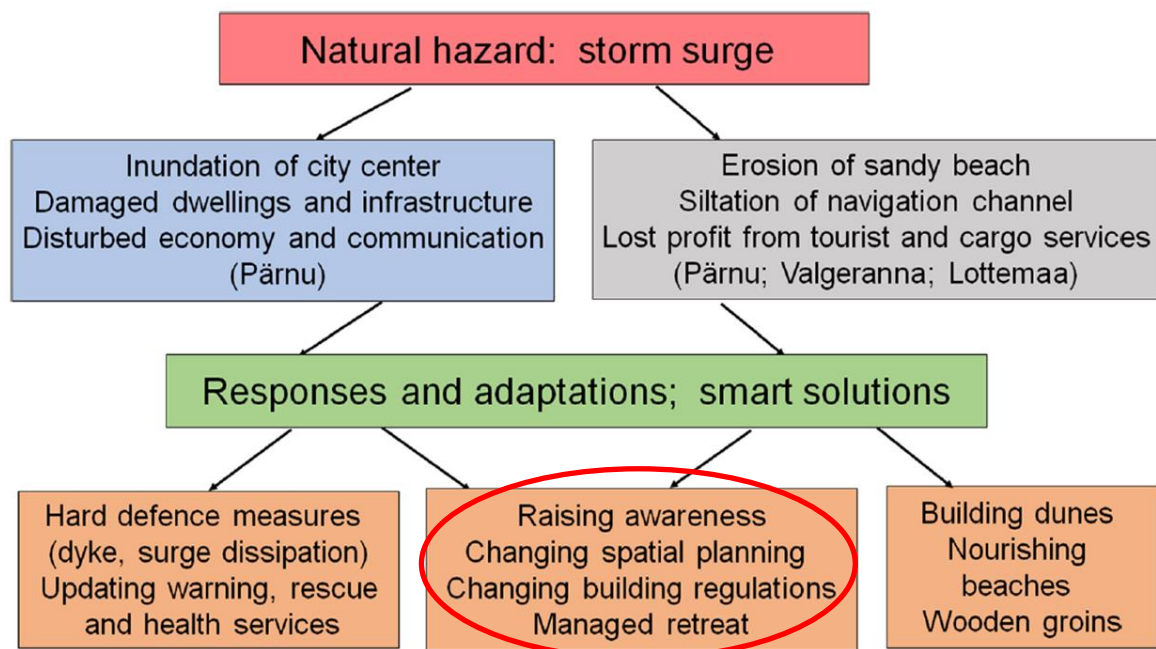 Natural hazard: storm surge
Inundation of city center
Damaged dwellings and infrastructure
Disturbed economy and communication
(Pärnu)
Erosion of sandy beach
Siltation of navigation channel
Lost profit from tourist and cargo services
(Pärnu; Valgeranna; Lottemaa)
Responses and adaptations; smart solutions
Hard defence measures
(dyke, surge dissipation)
Updating warning, rescue
and health services
Raising awareness
Changing spatial planning
Changing building regulations
Managed retreat
Building dunes
Nourishing
beaches
Wooden groins